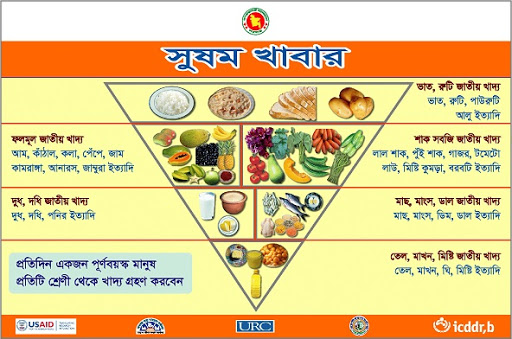 সুষম খাবার
ভাত, রুটি জাতীয় খাদ্য
ভাত, রুটি, পাউরুটি
আলু ইত্যাদি
ফলমূল জাতীয় খাদ্য
আম, কাঁঠাল, কলা, পেঁপে, জাম
কামরাঙ্গা, আনারস, জাম্বুরা ইত্যাদি
শাক সবজি জাতীয় খাদ্য
লাল শাক, পুঁই শাক, গাজর, টমেটো
লাউ, মিষ্টি কুমড়া, বরবটি ইত্যাদি
দুধ, দধি জাতীয় খাদ্য
দুধ, দধি, পনির ইত্যাদি
মাছ, মাংস, ডাল জাতীয় খাদ্য
মাছ, মাংস, ডিম, ডাল ইত্যাদি
তেল, মাখন, মিষ্টি জাতীয় খাদ্য
তেল, মাখন, ঘি, মিষ্টি ইত্যাদি
প্রতিদিন একজন পূর্ণবয়স্ক মানুষ
প্রতিটি শ্রেণী থেকে খাদ্য গ্রহণ করবেন
USAID
URC
icddr,b